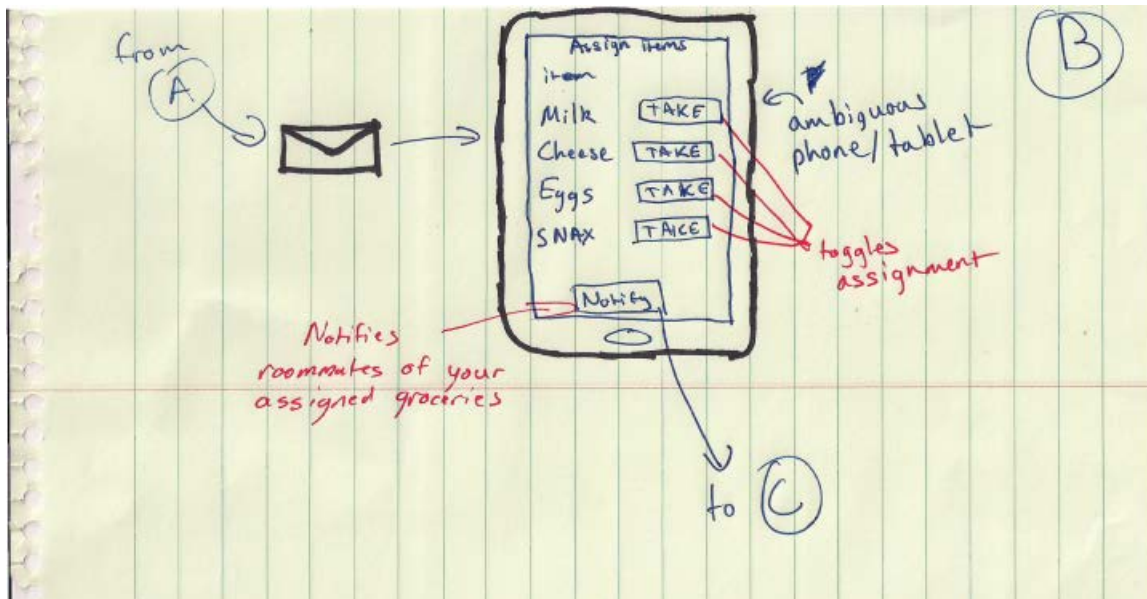 from
A
B
Assign items
item
Milk TAKE
Cheese TAKE
Eggs TAKE
SNAX TAKE
Notify
ambiguous
phone/tablet
toggles
assignment
Notifies
roommates of your
assigned groceries
to C